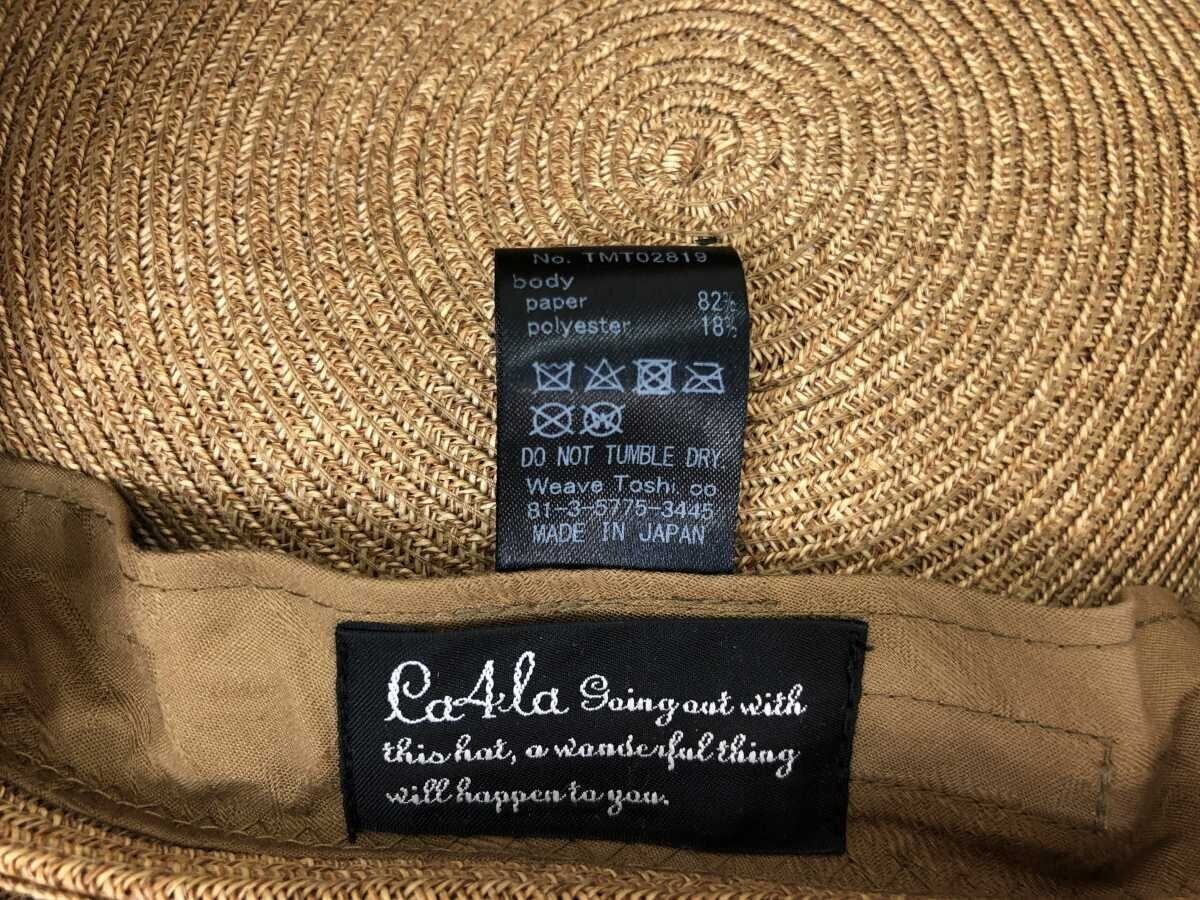 No. TMT02819
body
paper 82%
polyester 18%
DO NOT TUMBLE DRY.
Weave Toshi co
81-3-5775-3445
MADE IN JAPAN
Ca4la Going out with
this hat, a wonderful thing
will happen to you.